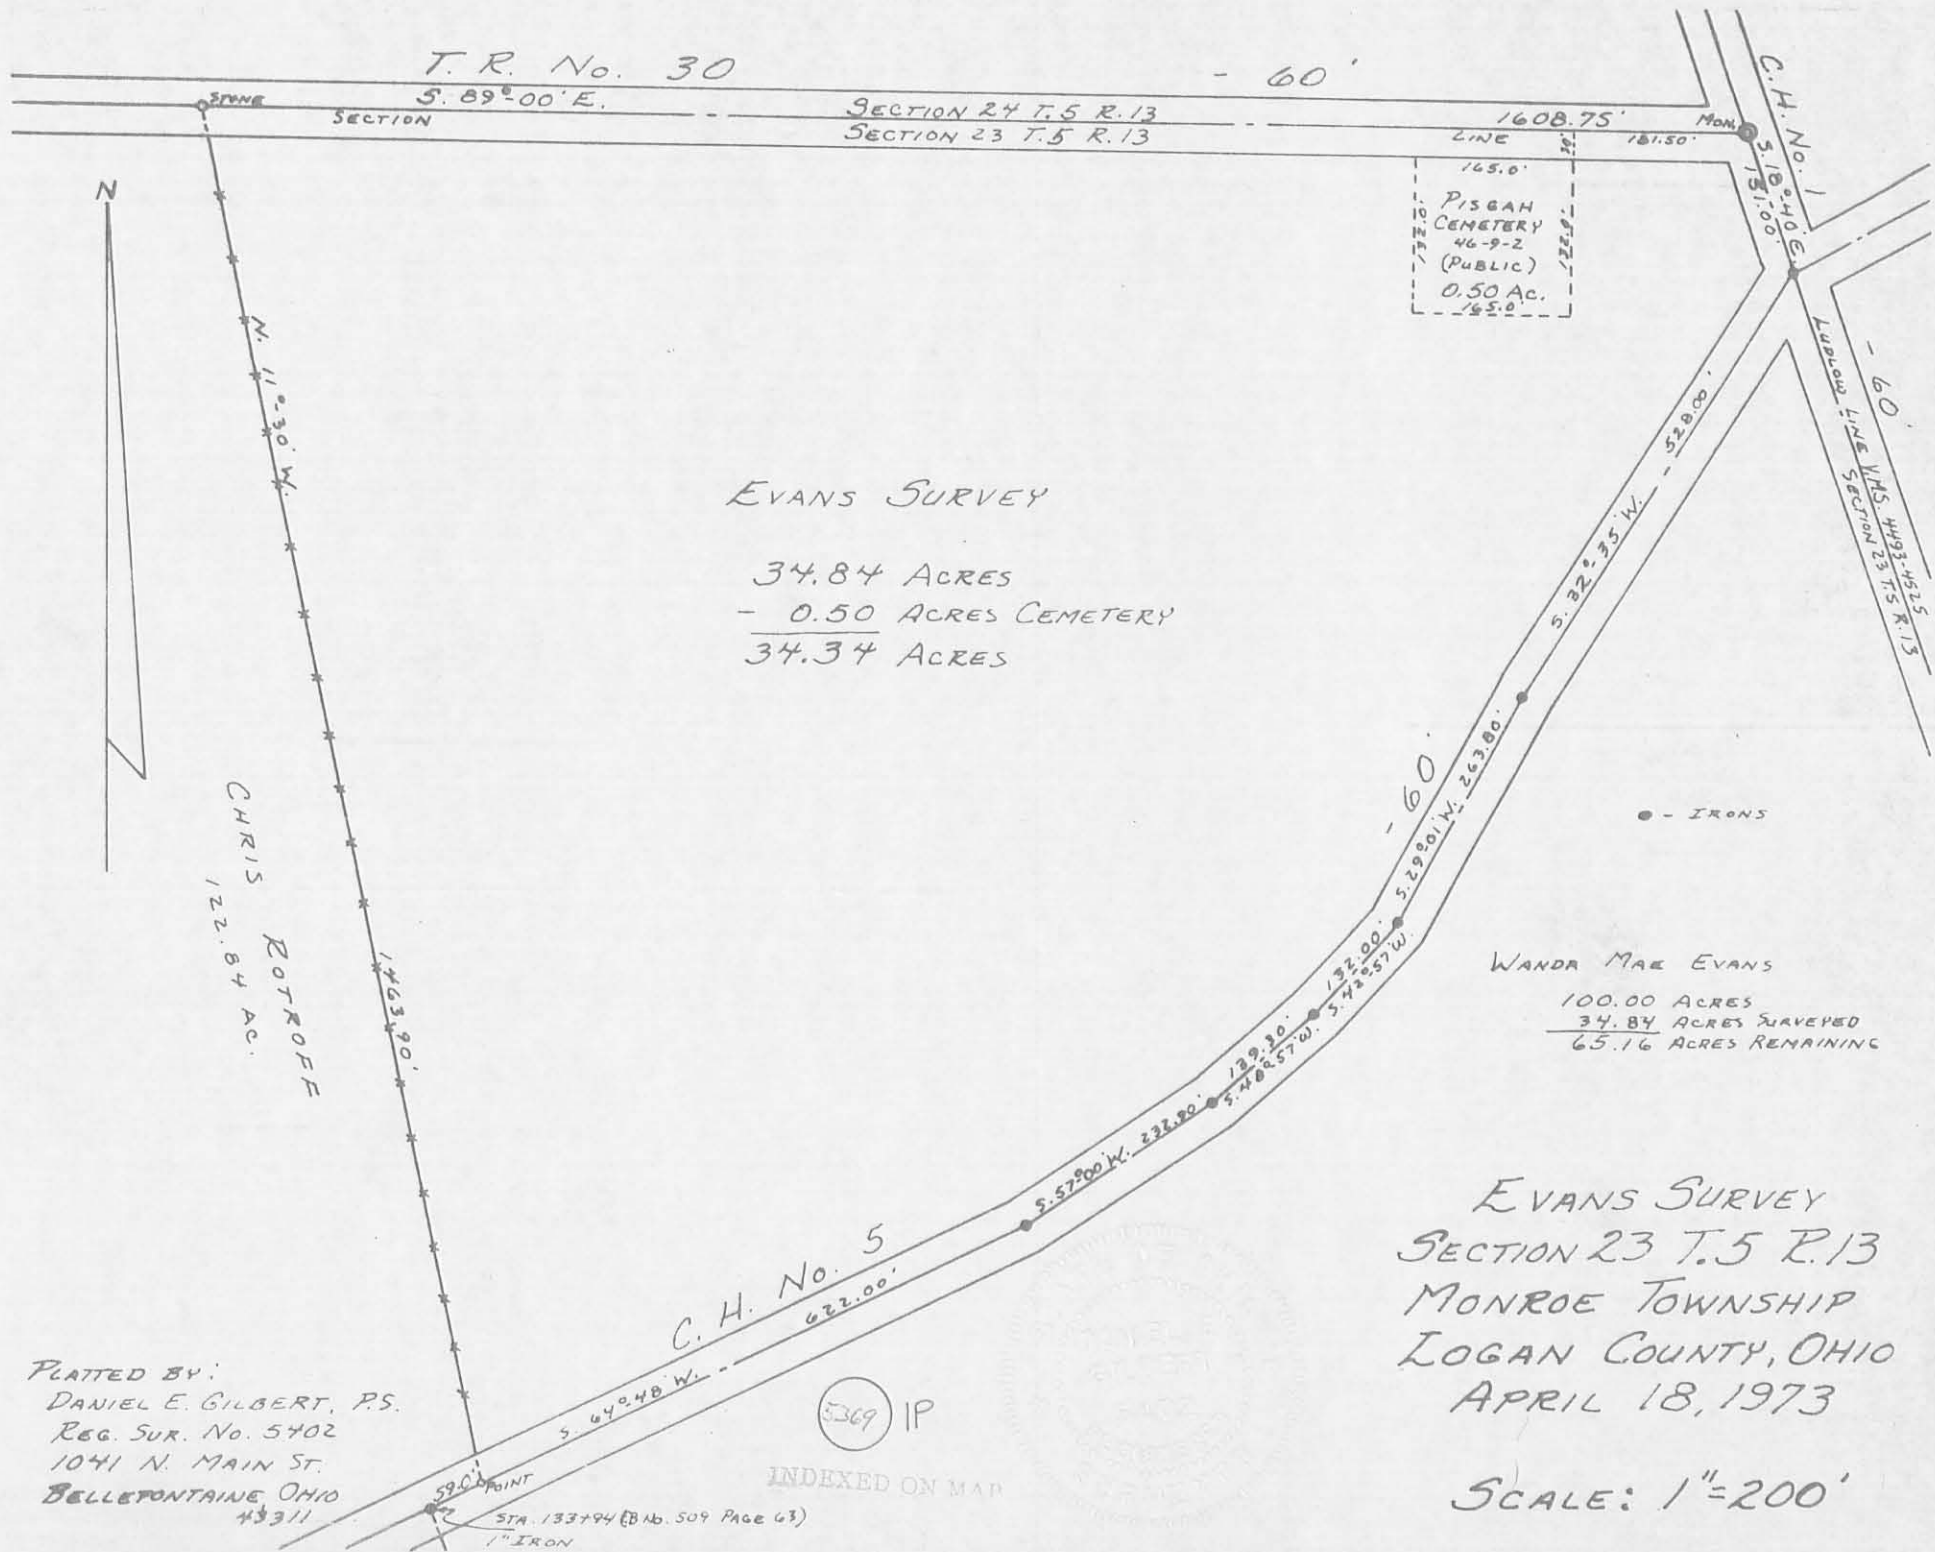 T. R. No. 30 - 60'
STONE
S. 89°-00' E.
SECTION
SECTION 24 T.5 R.13
SECTION 23 T.5 R.13
1608.75'
LINE
181.50'
MON.
C.H. No. 1
S. 18°-40' E.
151.00'
N
165.0'
PISGAH
CEMETERY
46-9-2
(PUBLIC)
0.50 AC.
165.0'
132.0'
132.0'
- 60'
LUDLOW LINE V.M.S. 4493-4525
SECTION 23 T.5 R.13
N. 11°-30' W.
1463.90'
CHRIS ROTROFF
122.84 AC.
EVANS SURVEY
34.84 ACRES
- 0.50 ACRES CEMETERY
34.34 ACRES
S. 32°-35' W. - 528.00'
S. 29°-01' W. - 263.80'
- 60'
132.00'
S. 42°-57' W.
139.30'
S. 48°-57' W.
S. 57°-00' W. 232.80'
C. H. No. 5
S. 64°-48' W. - 622.00'
● - IRONS
WANDA MAE EVANS
100.00 ACRES
34.84 ACRES SURVEYED
65.16 ACRES REMAINING
EVANS SURVEY
SECTION 23 T.5 R.13
MONROE TOWNSHIP
LOGAN COUNTY, OHIO
APRIL 18, 1973
SCALE: 1"=200'
PLATTED BY:
DANIEL E. GILBERT, P.S.
REG. SUR. No. 5402
1041 N. MAIN ST.
BELLEFONTAINE, OHIO
43311
59.0'
POINT
STA. 133+94 (B No. 509 PAGE 63)
1" IRON
5369 IP
INDEXED ON MAP